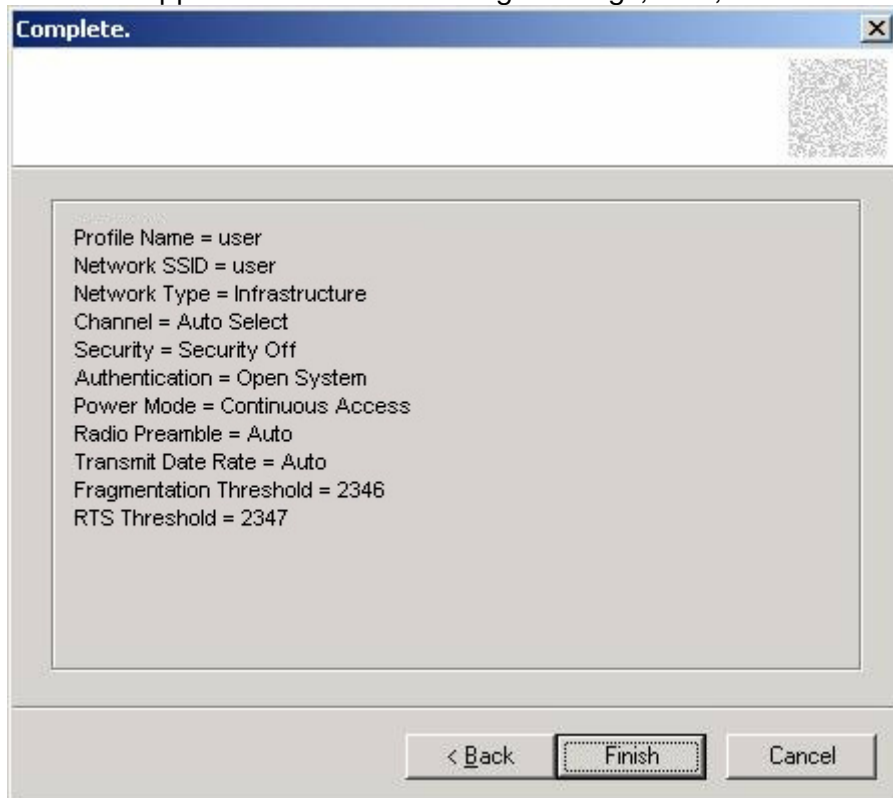 Complete.
Profile Name = user
Network SSID = user
Network Type = Infrastructure
Channel = Auto Select
Security = Security Off
Authentication = Open System
Power Mode = Continuous Access
Radio Preamble = Auto
Transmit Date Rate = Auto
Fragmentation Threshold = 2346
RTS Threshold = 2347
< Back
Finish
Cancel